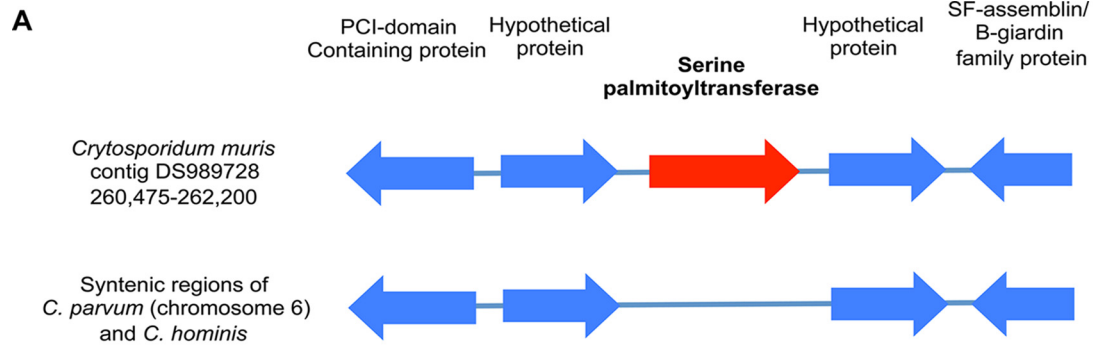 A
PCI-domain
Containing protein
Hypothetical
protein
Serine
palmitoyltransferase
Hypothetical
protein
SF-assemblin/
B-giardin
family protein
Crytosporidum muris
contig DS989728
260,475-262,200
Syntenic regions of
C. parvum (chromosome 6)
and C. hominis